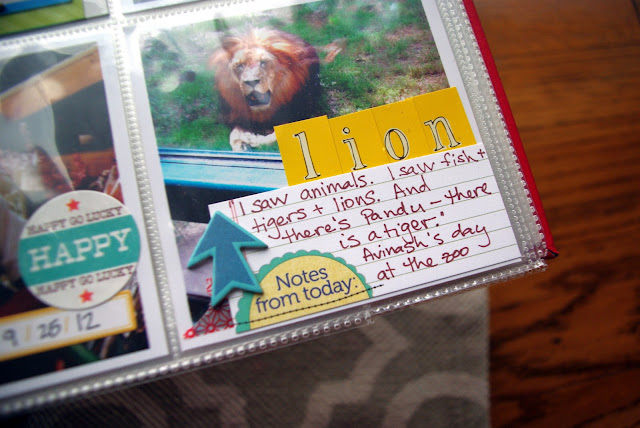 lion
"I saw animals. I saw fish +
tigers + lions. And
there's Pandu - there
is a tiger."
Avinash's day
at the zoo
Notes
from today:
HAPPY GO LUCKY
HAPPY
HAPPY GO LUCKY
9/25/12